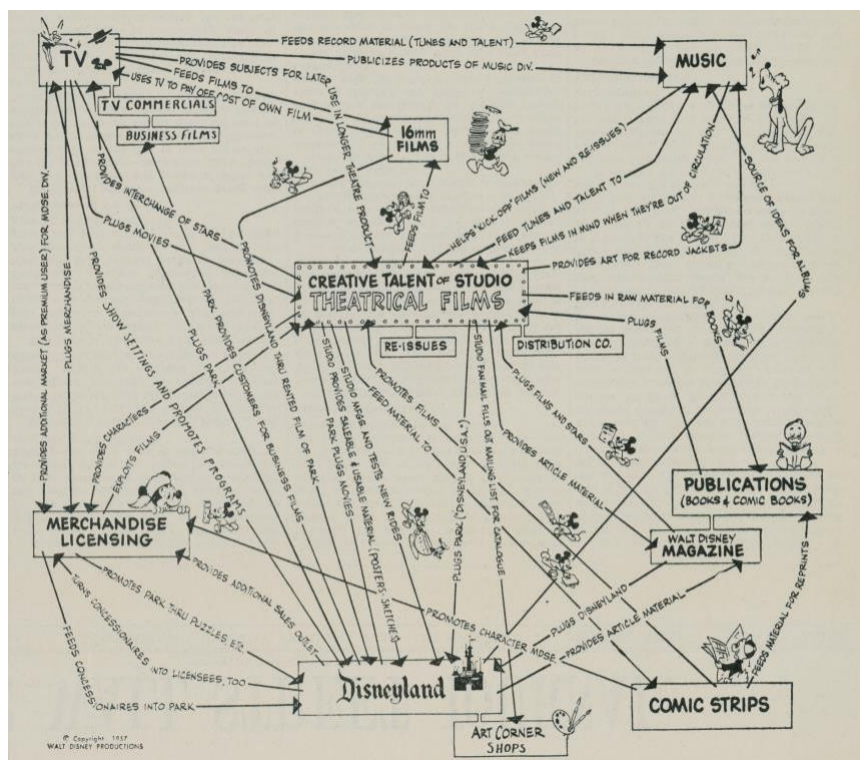 TV
TV COMMERCIALS
BUSINESS FILMS
FEEDS RECORD MATERIAL (TUNES AND TALENT)
PUBLICIZES PRODUCTS OF MUSIC DIV.
MUSIC
PROVIDES SUBJECTS FOR LATER USE IN LONGER THEATRE PRODUCT
FEEDS FILMS TO
USES TV TO PAY OFF COST OF OWN FILM
16mm
FILMS
PROVIDES INTERCHANGE OF STARS
PLUGS MOVIES
FEEDS FILM TO
HELPS "KICK OFF" FILMS (NEW AND RE-ISSUES)
FEED TUNES AND TALENT TO
KEEPS FILMS IN MIND WHEN THEY'RE OUT OF CIRCULATION
PROVIDES ART FOR RECORD JACKETS
SOURCE OF IDEAS FOR ALBUMS
CREATIVE TALENT OF STUDIO
THEATRICAL FILMS
RE-ISSUES
DISTRIBUTION CO.
FEEDS IN RAW MATERIAL FOR BOOKS
PLUGS FILMS
PROVIDES ADDITIONAL MARKET (AS PREMIUM USER) FOR MDSE. DIV.
PLUGS MERCHANDISE
PROVIDES SHOW SETTINGS AND PROMOTES PROGRAMS
PLUGS PARK
PARK PROVIDES CUSTOMERS FOR BUSINESS FILMS
PROMOTES DISNEYLAND THRU RENTED FILM OF PARK
PROVIDES CHARACTERS
EXPLOITS FILMS
PARK PLUGS MOVIES
STUDIO PROVIDES SALEABLE & USABLE MATERIAL (POSTERS-SKETCHES)
STUDIO MFGS. AND TESTS NEW RIDES
FEED MATERIAL TO
PROMOTES FILMS
PLUGS PARK ("DISNEYLAND U.S.A.")
STUDIO FAN MAIL FILLS OUT MAILING LIST FOR CATALOGUE
PROVIDES ARTICLE MATERIAL
PLUGS FILMS AND STARS
PUBLICATIONS
(BOOKS & COMIC BOOKS)
WALT DISNEY
MAGAZINE
MERCHANDISE
LICENSING
PROVIDES ADDITIONAL SALES OUTLET
PROMOTES PARK THRU PUZZLES, ETC.
TURNS CONCESSIONAIRES INTO LICENSEES, TOO
FEEDS CONCESSIONAIRES INTO PARK
PROMOTES CHARACTER MDSE.
PLUGS DISNEYLAND
PROVIDES ARTICLE MATERIAL
FEEDS MATERIAL FOR REPRINTS
Disneyland
ART CORNER
SHOPS
COMIC STRIPS
© Copyright 1957
WALT DISNEY PRODUCTIONS